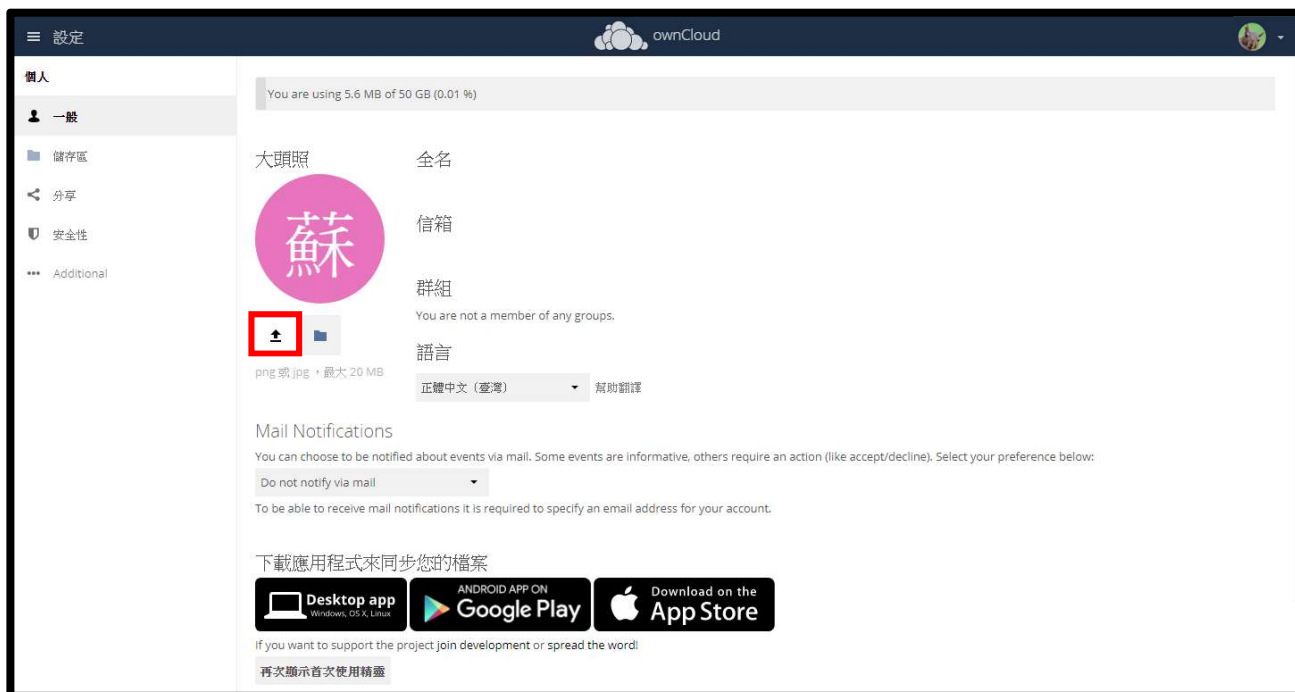 設定
ownCloud
個人
一般
儲存區
分享
安全性
Additional
You are using 5.6 MB of 50 GB (0.01 %)
大頭照
蘇
png 或 jpg,最大 20 MB
全名
信箱
群組
You are not a member of any groups.
語言
正體中文(臺灣)
幫助翻譯
Mail Notifications
You can choose to be notified about events via mail. Some events are informative, others require an action (like accept/decline). Select your preference below:
Do not notify via mail
To be able to receive mail notifications it is required to specify an email address for your account.
下載應用程式來同步您的檔案
Desktop app
Windows, OS X, Linux
ANDROID APP ON
Google Play
Download on the
App Store
If you want to support the project join development or spread the word!
再次顯示首次使用精靈